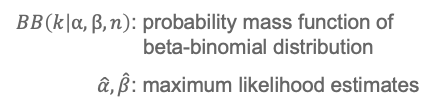 BB(k|α, β, n): probability mass function of
beta-binomial distribution
α̂, β̂: maximum likelihood estimates